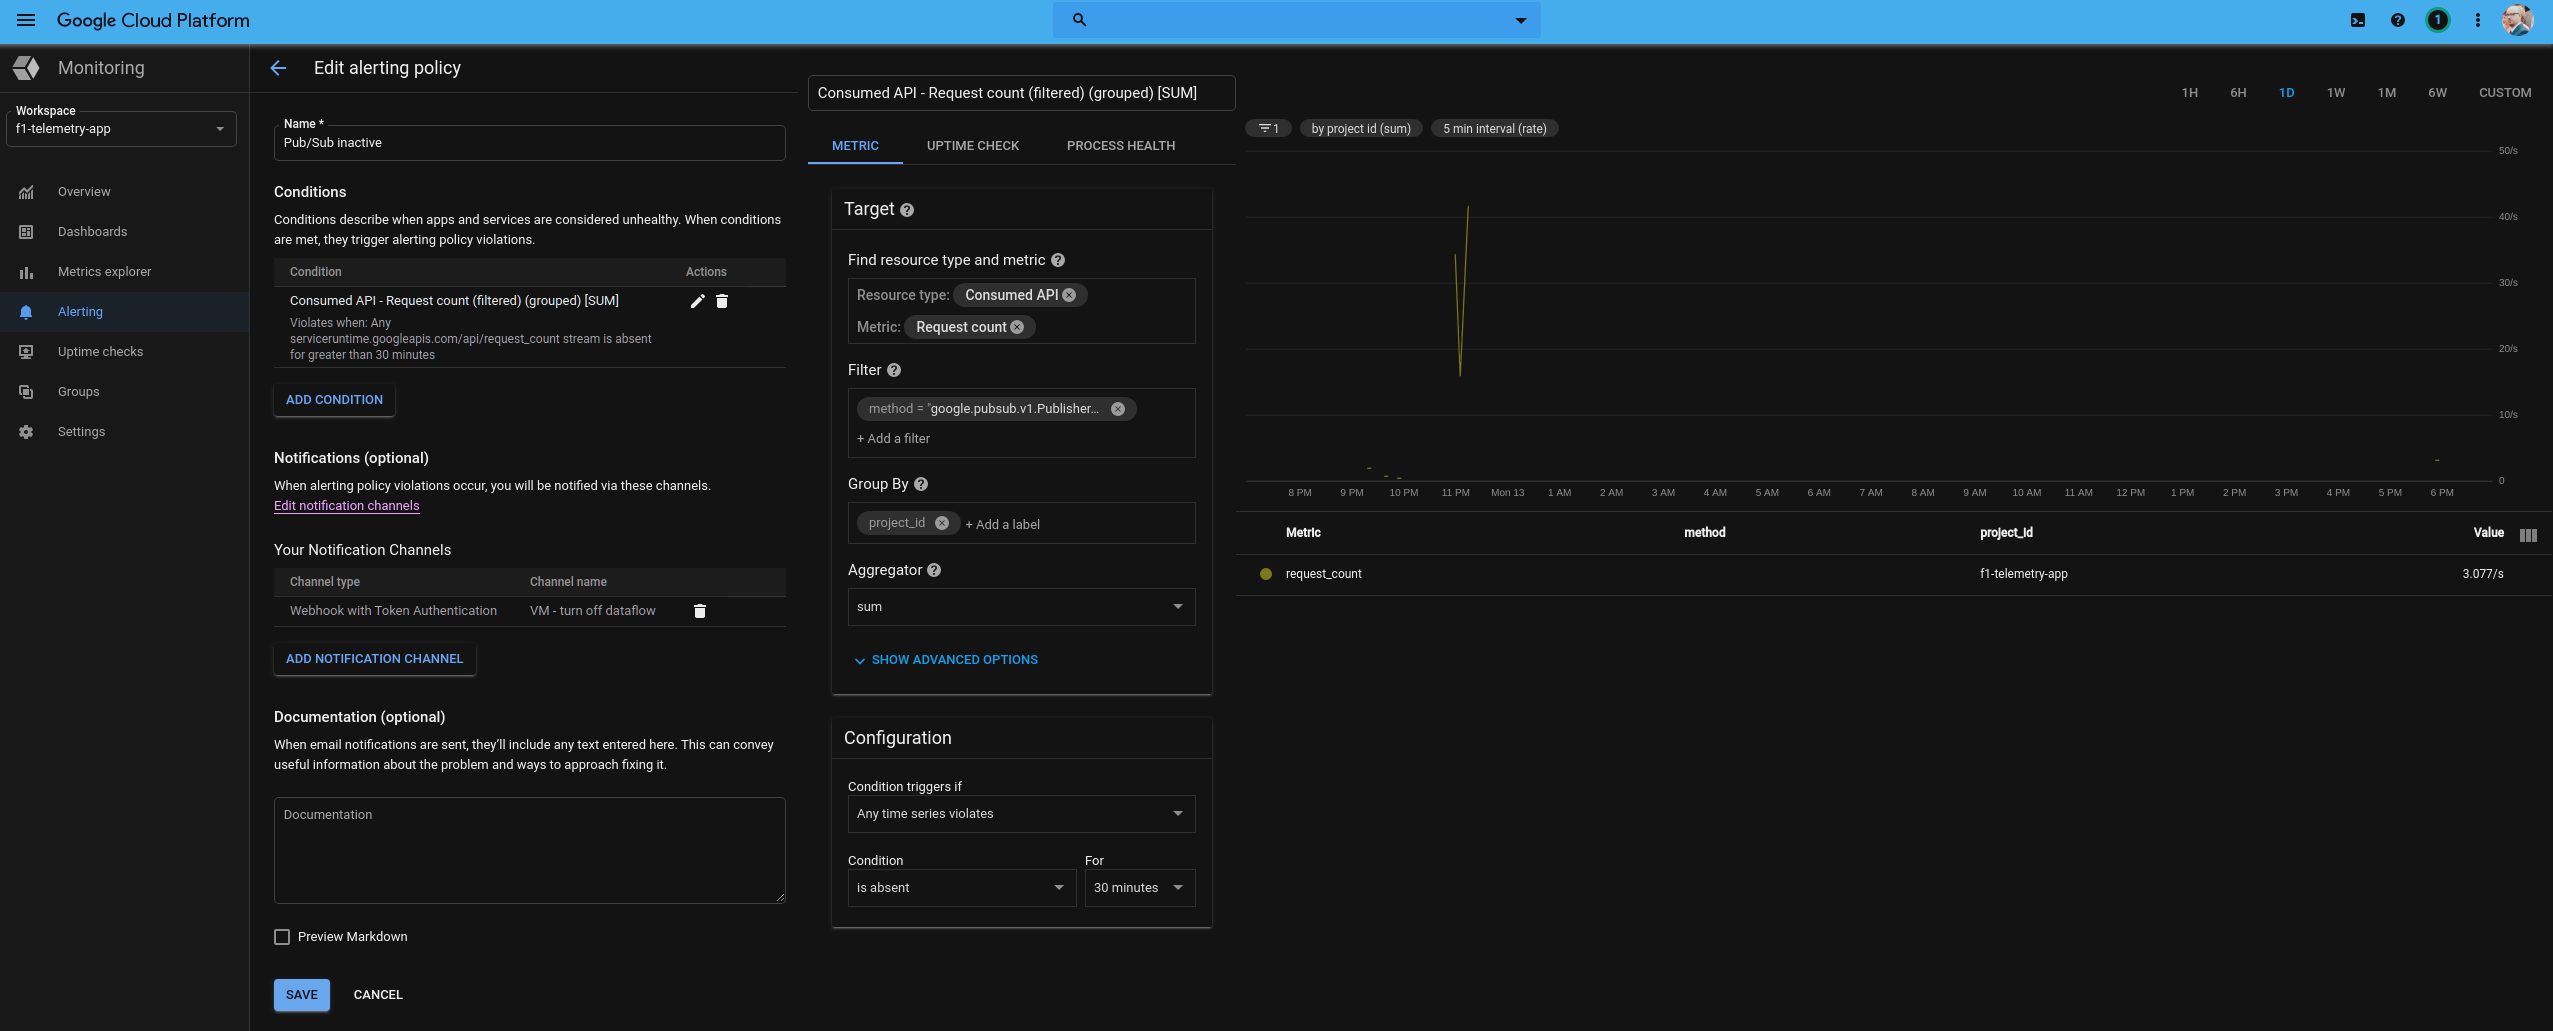 Google Cloud Platform
1
Monitoring
Workspace
f1-telemetry-app
Overview
Dashboards
Metrics explorer
Alerting
Uptime checks
Groups
Settings
Edit alerting policy
Name *
Pub/Sub inactive
Conditions
Conditions describe when apps and services are considered unhealthy. When conditions
are met, they trigger alerting policy violations.
Condition Actions
Consumed API - Request count (filtered) (grouped) [SUM]
Violates when: Any
serviceruntime.googleapis.com/api/request_count stream is absent
for greater than 30 minutes
ADD CONDITION
Notifications (optional)
When alerting policy violations occur, you will be notified via these channels.
Edit notification channels
Your Notification Channels
Channel type Channel name
Webhook with Token Authentication VM - turn off dataflow
ADD NOTIFICATION CHANNEL
Documentation (optional)
When email notifications are sent, they'll include any text entered here. This can convey
useful information about the problem and ways to approach fixing it.
Documentation
Preview Markdown
SAVE CANCEL
Consumed API - Request count (filtered) (grouped) [SUM]
METRIC UPTIME CHECK PROCESS HEALTH
Target
Find resource type and metric
Resource type: Consumed API
Metric: Request count
Filter
method = "google.pubsub.v1.Publisher...
+ Add a filter
Group By
project_id + Add a label
Aggregator
sum
SHOW ADVANCED OPTIONS
Configuration
Condition triggers if
Any time series violates
Condition For
is absent 30 minutes
1H 6H 1D 1W 1M 6W CUSTOM
1 by project id (sum) 5 min interval (rate)
50/s
40/s
30/s
20/s
10/s
0
8 PM 9 PM 10 PM 11 PM Mon 13 1 AM 2 AM 3 AM 4 AM 5 AM 6 AM 7 AM 8 AM 9 AM 10 AM 11 AM 12 PM 1 PM 2 PM 3 PM 4 PM 5 PM 6 PM
Metric method project_id Value
request_count f1-telemetry-app 3.077/s